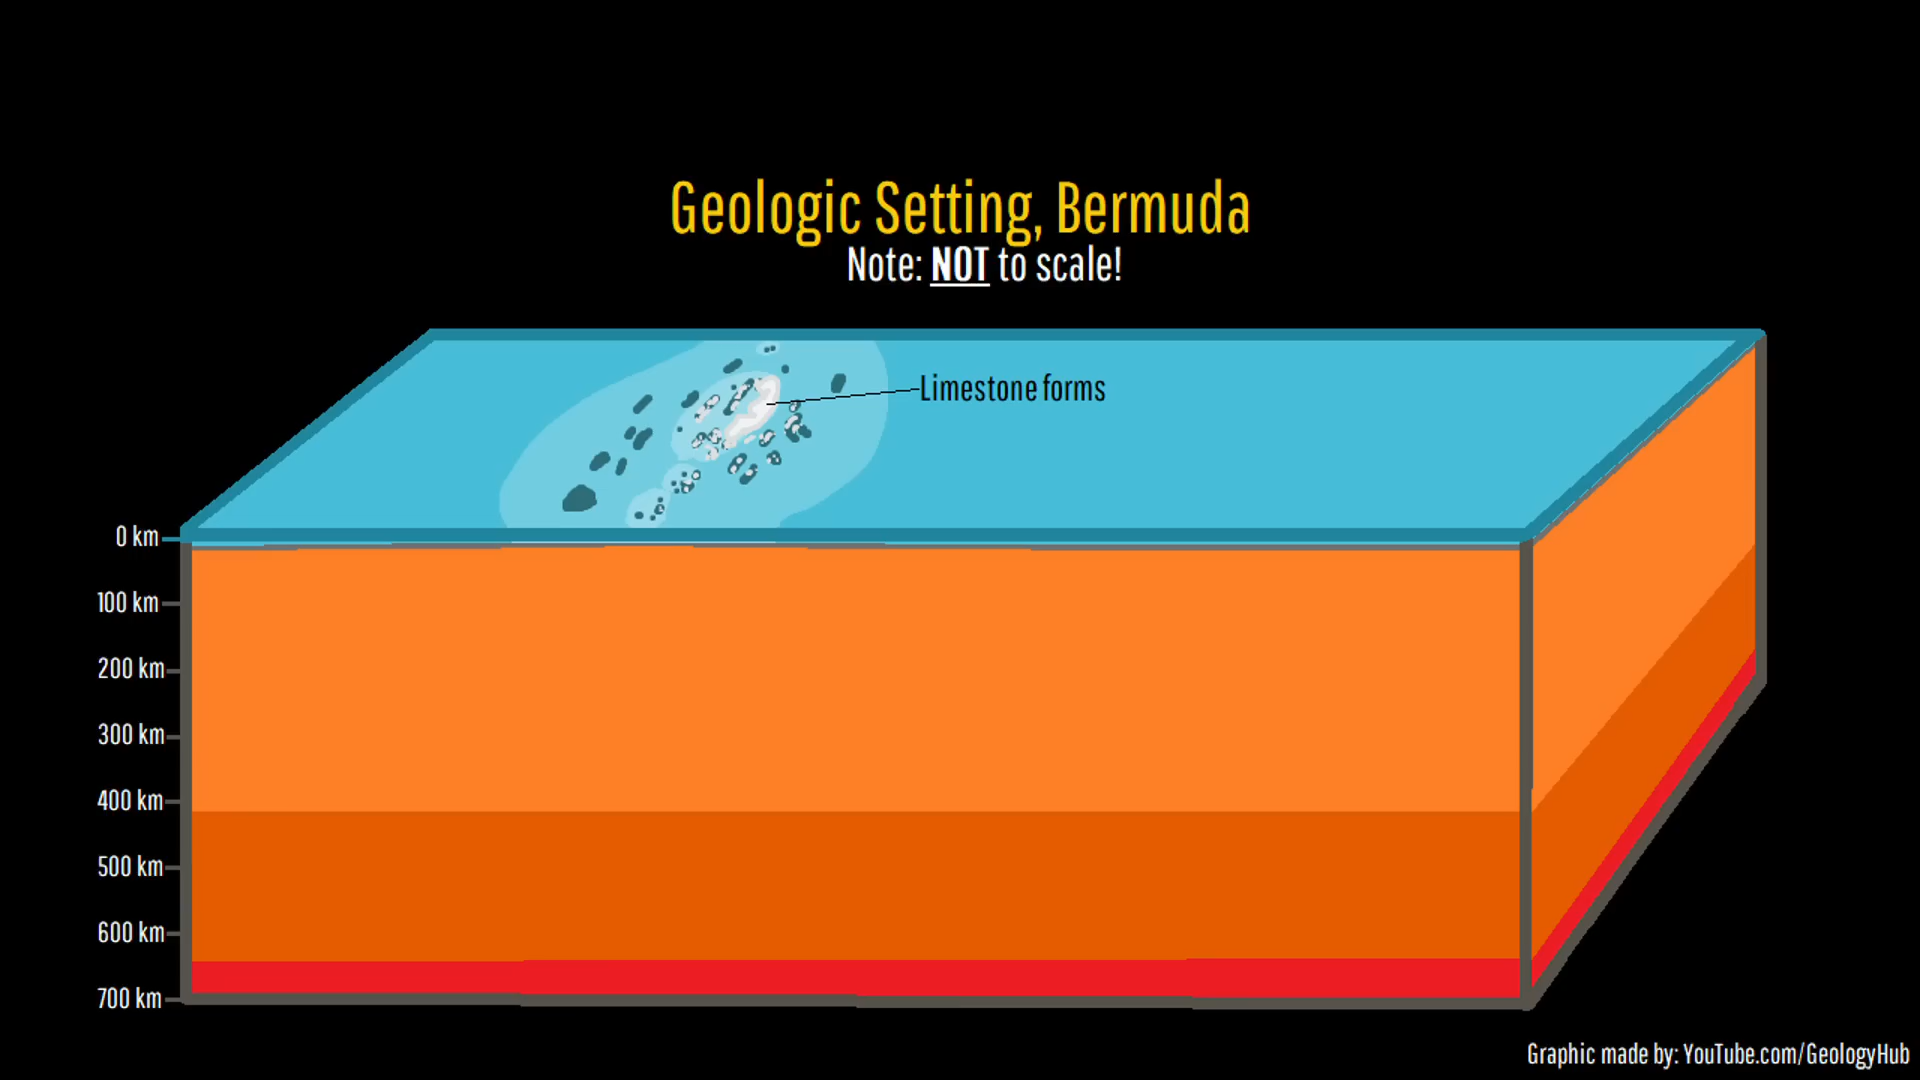 Geologic Setting, Bermuda
Note: NOT to scale!
Limestone forms
0 km
100 km
200 km
300 km
400 km
500 km
600 km
700 km
Graphic made by: YouTube.com/GeologyHub